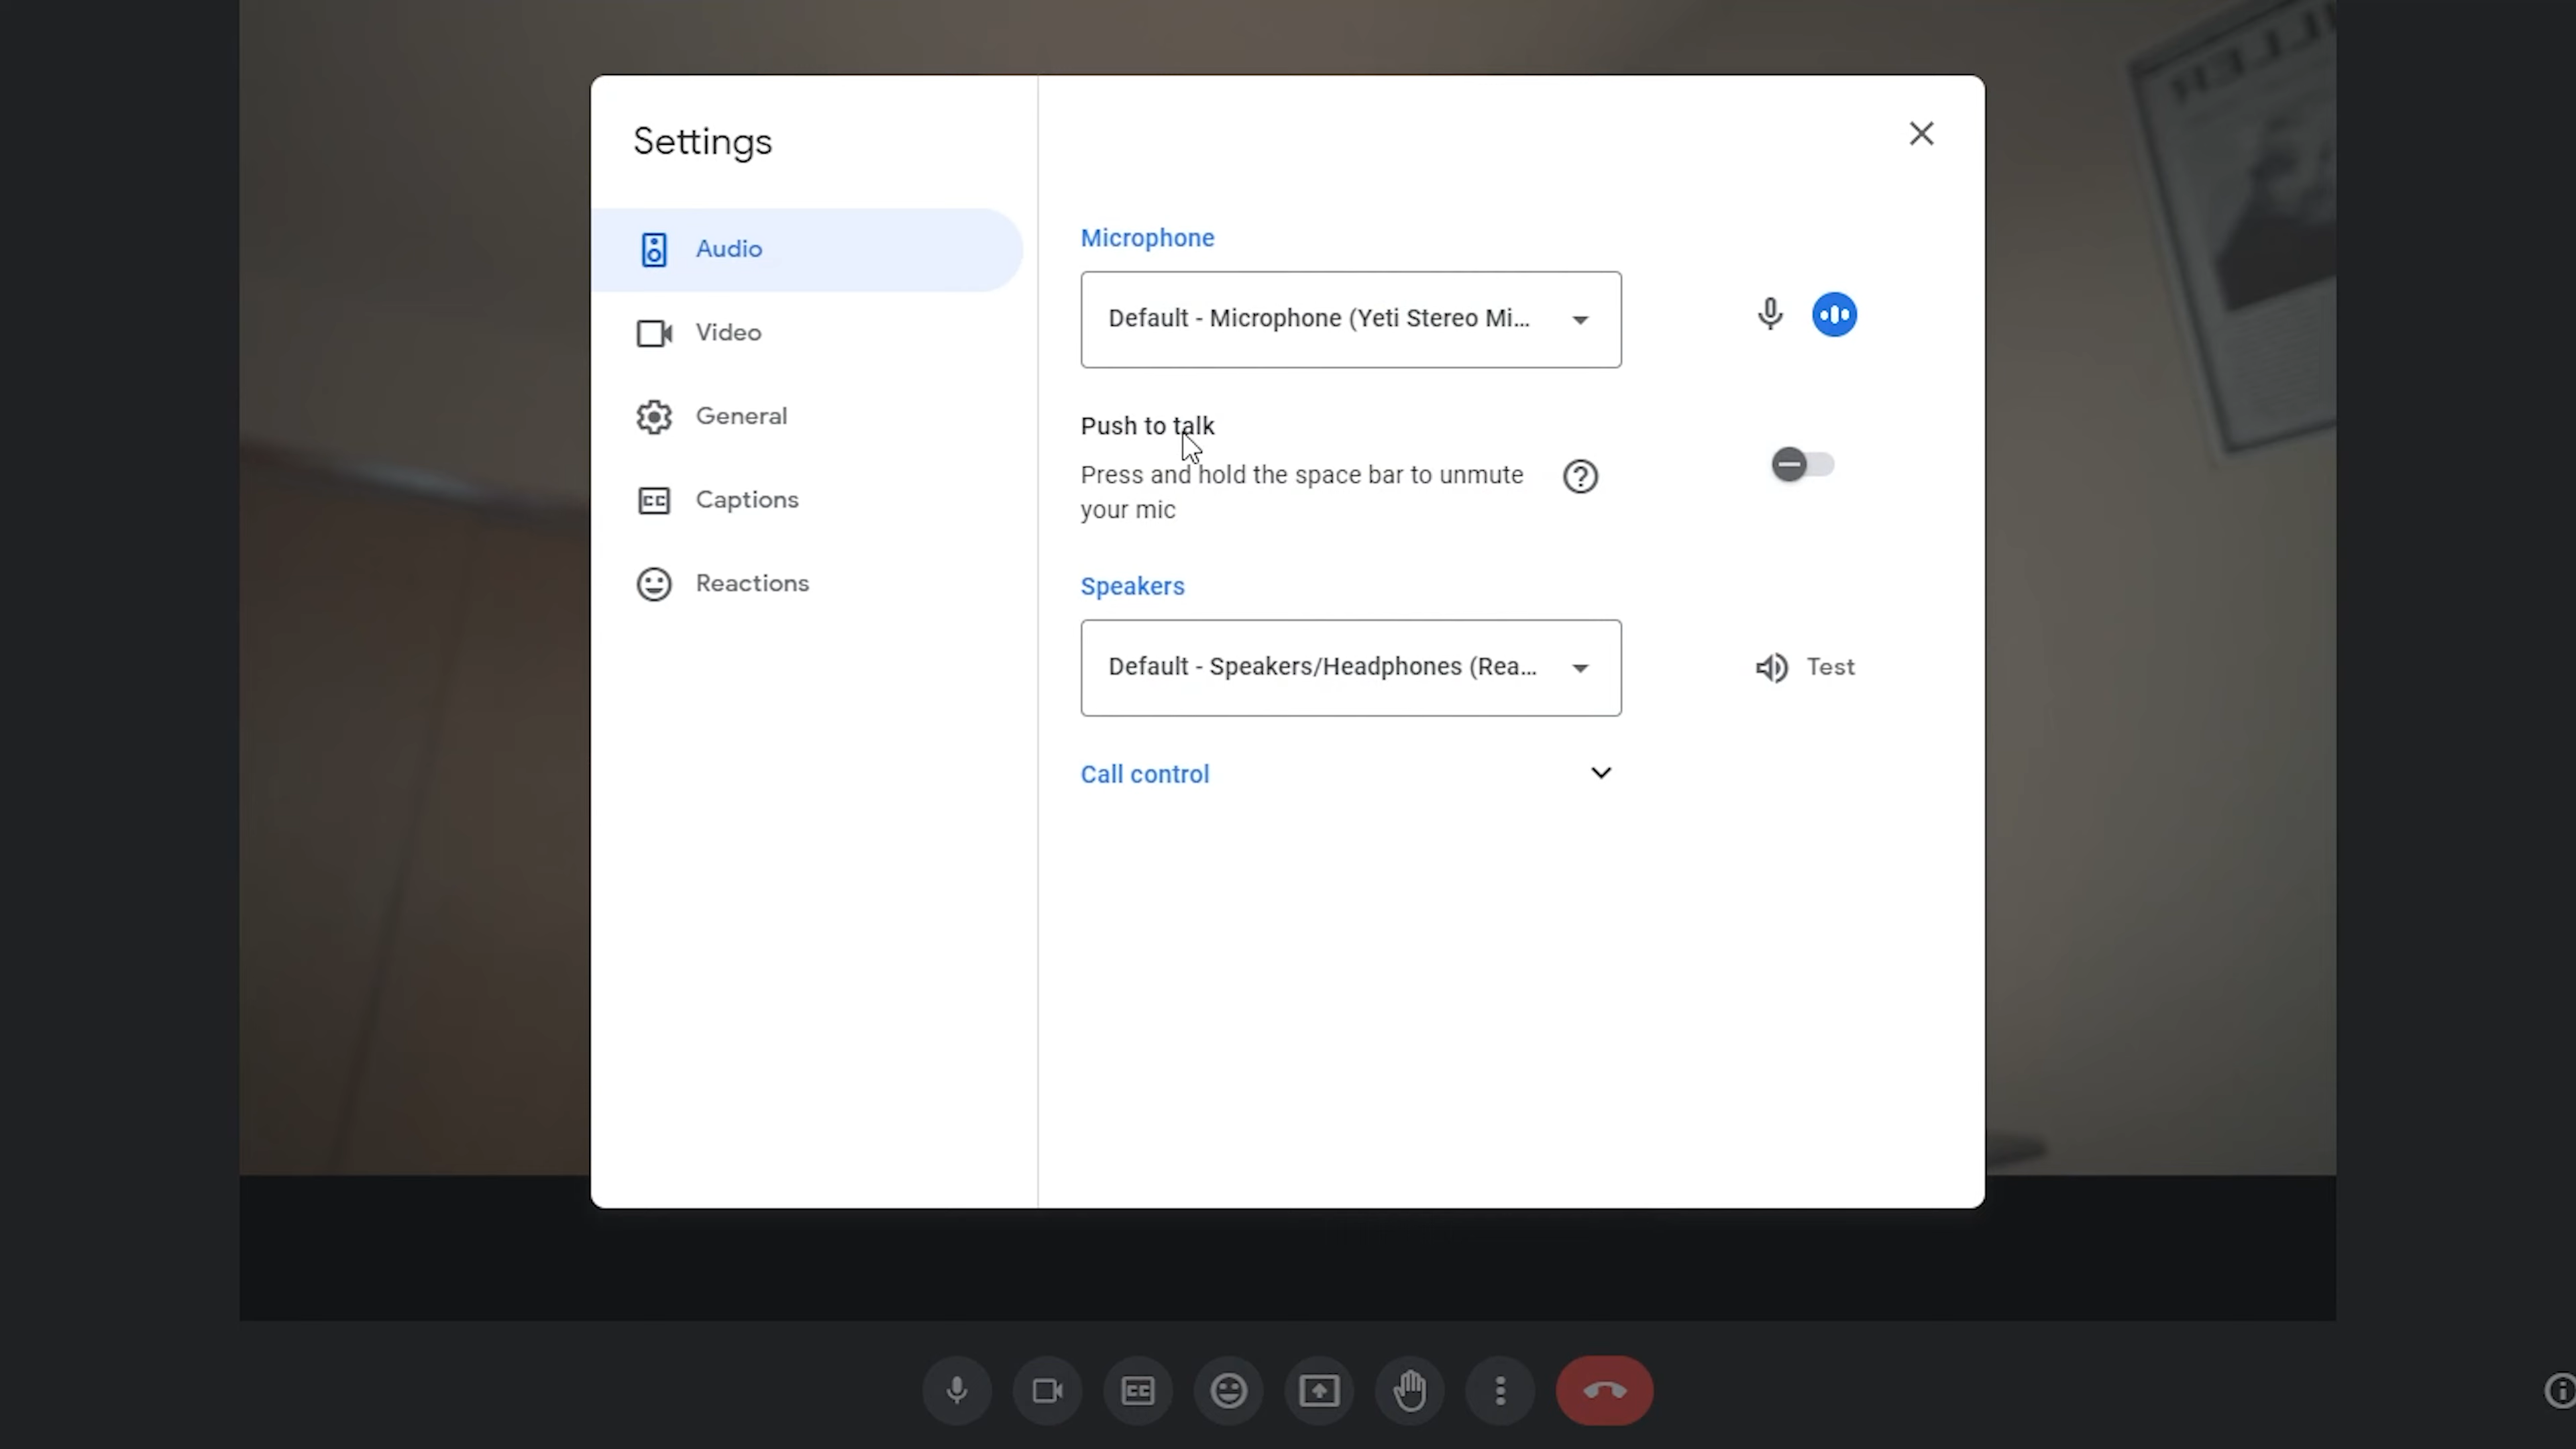 Settings
Audio
Video
General
Captions
Reactions
Microphone
Default - Microphone (Yeti Stereo Mi...
Push to talk
Press and hold the space bar to unmute
your mic
Speakers
Default - Speakers/Headphones (Rea...
Test
Call control